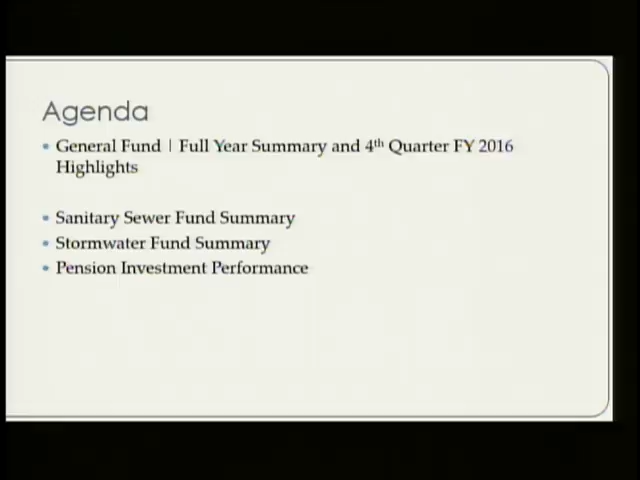 Agenda
• General Fund | Full Year Summary and 4th Quarter FY 2016
Highlights
• Sanitary Sewer Fund Summary
• Stormwater Fund Summary
• Pension Investment Performance